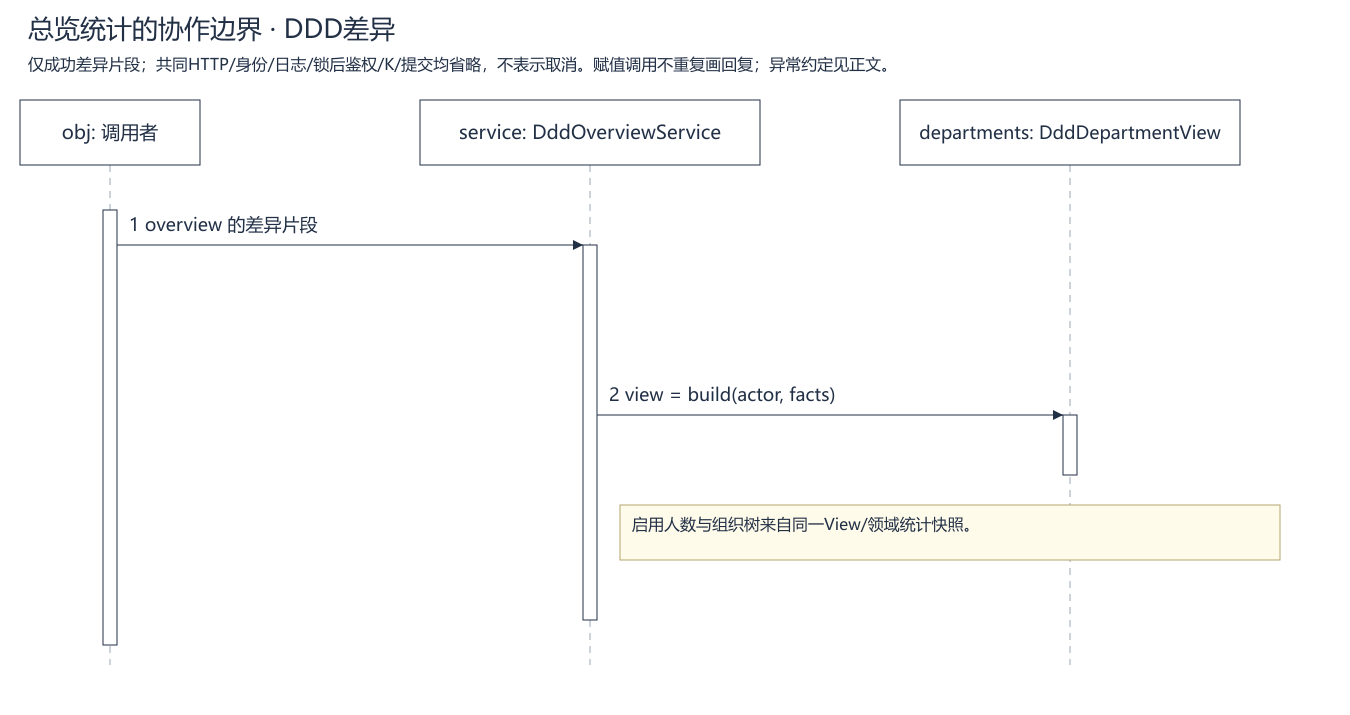 总览统计的协作边界 · DDD差异
仅成功差异片段；共同HTTP/身份/日志/锁后鉴权/K/提交均省略，不表示取消。赋值调用不重复画回复；异常约定见正文。
obj: 调用者
service: DddOverviewService
departments: DddDepartmentView
1 overview 的差异片段
2 view = build(actor, facts)
启用人数与组织树来自同一View/领域统计快照。